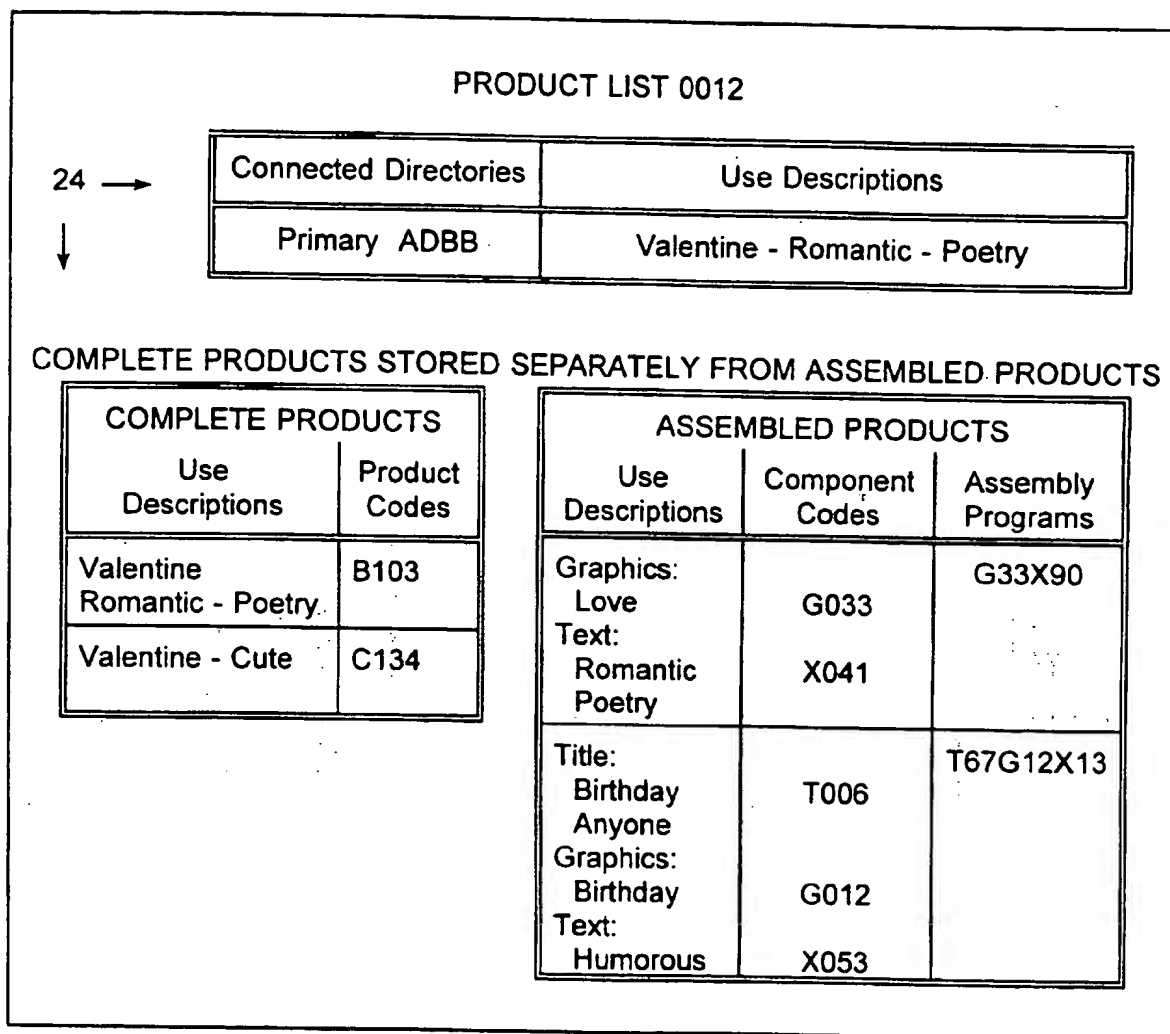 PRODUCT LIST 0012
24
Connected Directories Use Descriptions
Primary ADBB Valentine - Romantic - Poetry
COMPLETE PRODUCTS STORED SEPARATELY FROM ASSEMBLED PRODUCTS
COMPLETE PRODUCTS
Use Product
Descriptions Codes
Valentine B103
Romantic - Poetry
Valentine - Cute C134
ASSEMBLED PRODUCTS
Use Component Assembly
Descriptions Codes Programs
Graphics: G33X90
Love G033
Text:
Romantic X041
Poetry
Title: T67G12X13
Birthday T006
Anyone
Graphics:
Birthday G012
Text:
Humorous X053